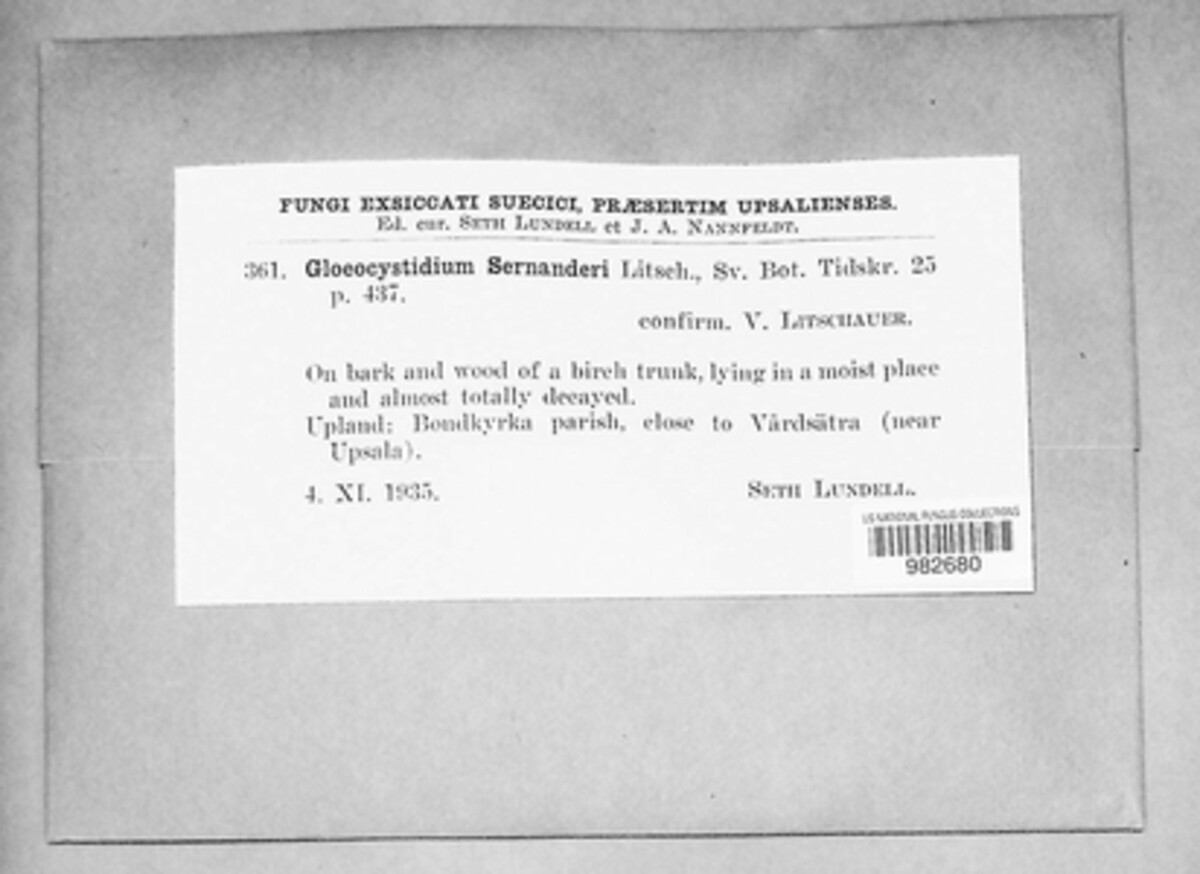 FUNGI EXSICCATI SUECICI, PRÆSERTIM UPSALIENSES.
Ed. cur. SETH LUNDELL et J. A. NANNFELDT.
361. Gloeocystidium Sernanderi Litsch., Sv. Bot. Tidskr. 25
p. 437.
confirm. V. LITSCHAUER.
On bark and wood of a birch trunk, lying in a moist place
and almost totally decayed.
Upland: Bondkyrka parish, close to Vårdsätra (near
Upsala).
4. XI. 1935.
SETH LUNDELL.
US NATIONAL FUNGUS COLLECTIONS
982680